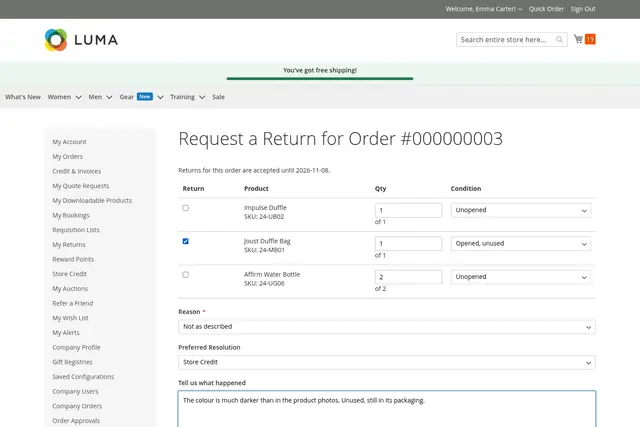 Welcome, Emma Carter! Quick Order Sign Out
LUMA
Search entire store here... 19
You've got free shipping!
What's New Women Men Gear New Training Sale
My Account
My Orders
Credit & Invoices
My Quote Requests
My Downloadable Products
My Bookings
Requisition Lists
My Returns
Reward Points
Store Credit
My Auctions
Refer a Friend
My Wish List
My Alerts
Company Profile
Gift Registries
Saved Configurations
Company Users
Company Orders
Order Approvals
Request a Return for Order #000000003
Returns for this order are accepted until 2026-11-08.
Return Product Qty Condition
Impulse Duffle
SKU: 24-UB02
1
of 1
Unopened
Joust Duffle Bag
SKU: 24-MB01
1
of 1
Opened, unused
Affirm Water Bottle
SKU: 24-UG06
2
of 2
Unopened
Reason *
Not as described
Preferred Resolution
Store Credit
Tell us what happened
The colour is much darker than in the product photos. Unused, still in its packaging.